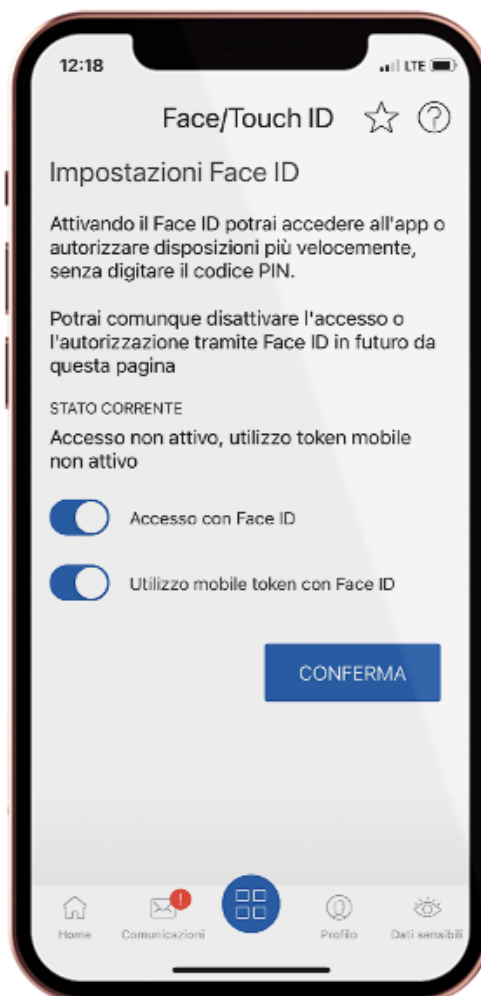 12:18
LTE
Face/Touch ID
Impostazioni Face ID
Attivando il Face ID potrai accedere all'app o
autorizzare disposizioni più velocemente,
senza digitare il codice PIN.
Potrai comunque disattivare l'accesso o
l'autorizzazione tramite Face ID in futuro da
questa pagina
STATO CORRENTE
Accesso non attivo, utilizzo token mobile
non attivo
Accesso con Face ID
Utilizzo mobile token con Face ID
CONFERMA
Home
Comunicazioni
Profilo
Dati sensibili